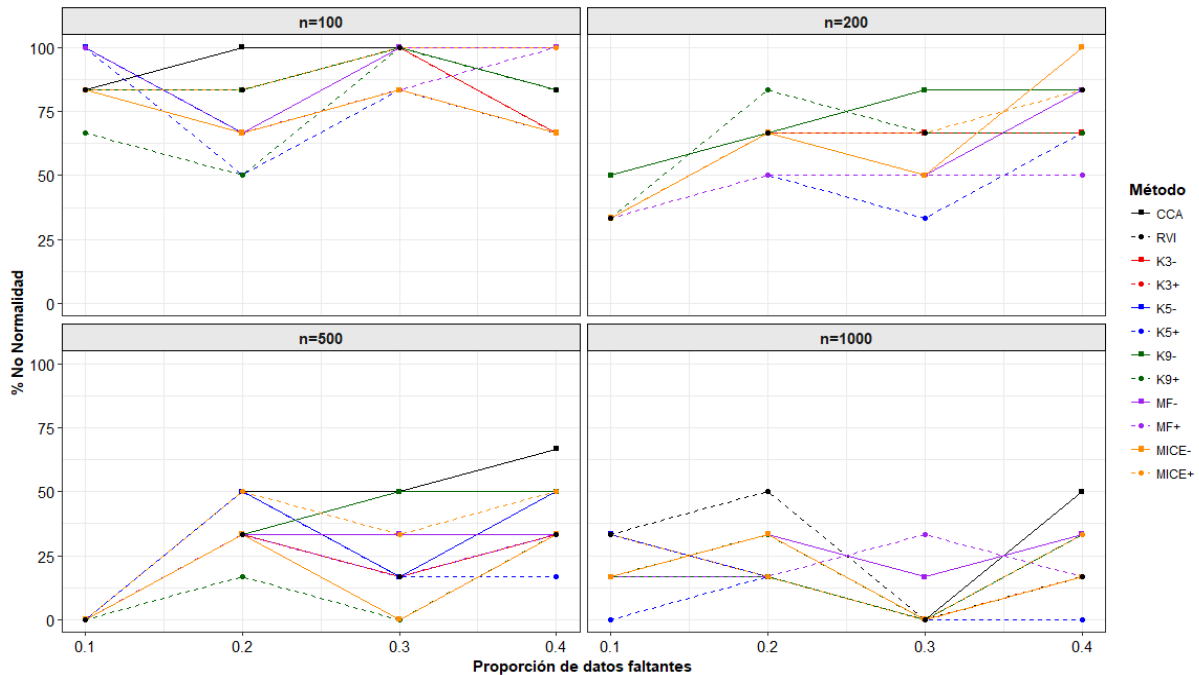 n=100
n=200
100
75
50
25
0
n=500
n=1000
100
75
50
25
0
0.1
0.2
0.3
0.4
0.1
0.2
0.3
0.4
% No Normalidad
Proporción de datos faltantes
Método
CCA
RVI
K3-
K3+
K5-
K5+
K9-
K9+
MF-
MF+
MICE-
MICE+